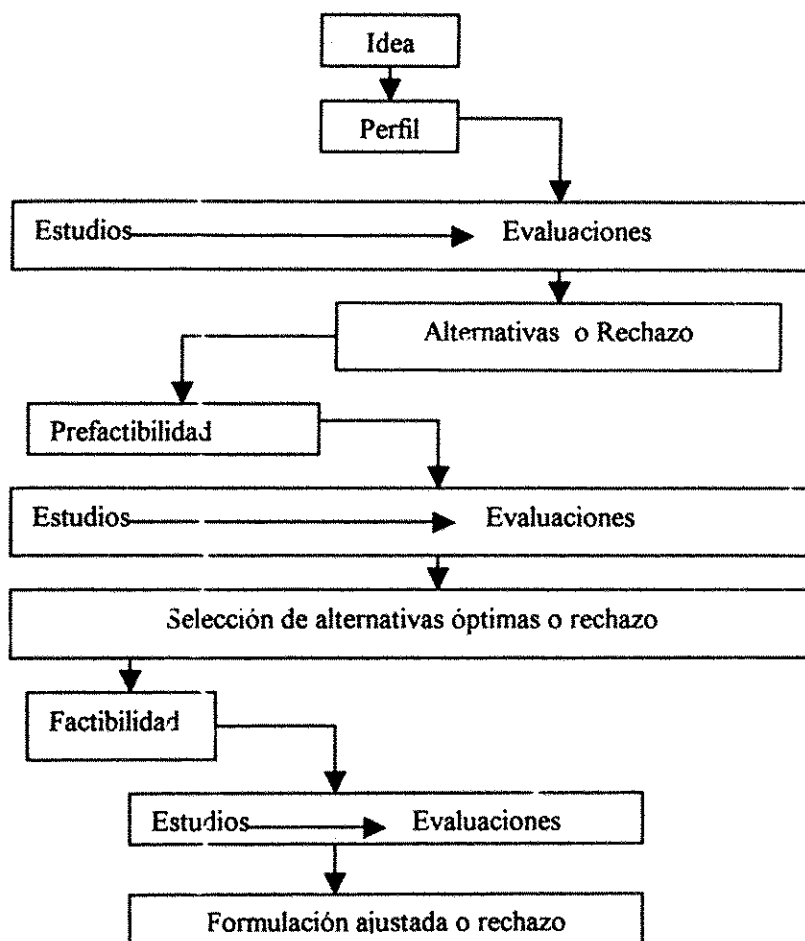 Idea
Perfil
Estudios Evaluaciones
Alternativas o Rechazo
Prefactibilidad
Estudios Evaluaciones
Selección de alternativas óptimas o rechazo
Factibilidad
Estudios Evaluaciones
Formulación ajustada o rechazo